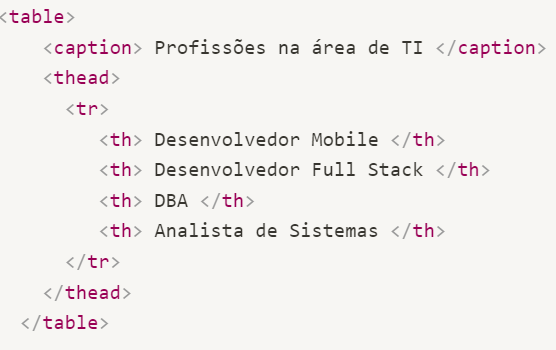 <table>
<caption> Profissões na área de TI </caption>
<thead>
<tr>
<th> Desenvolvedor Mobile </th>
<th> Desenvolvedor Full Stack </th>
<th> DBA </th>
<th> Analista de Sistemas </th>
</tr>
</thead>
</table>